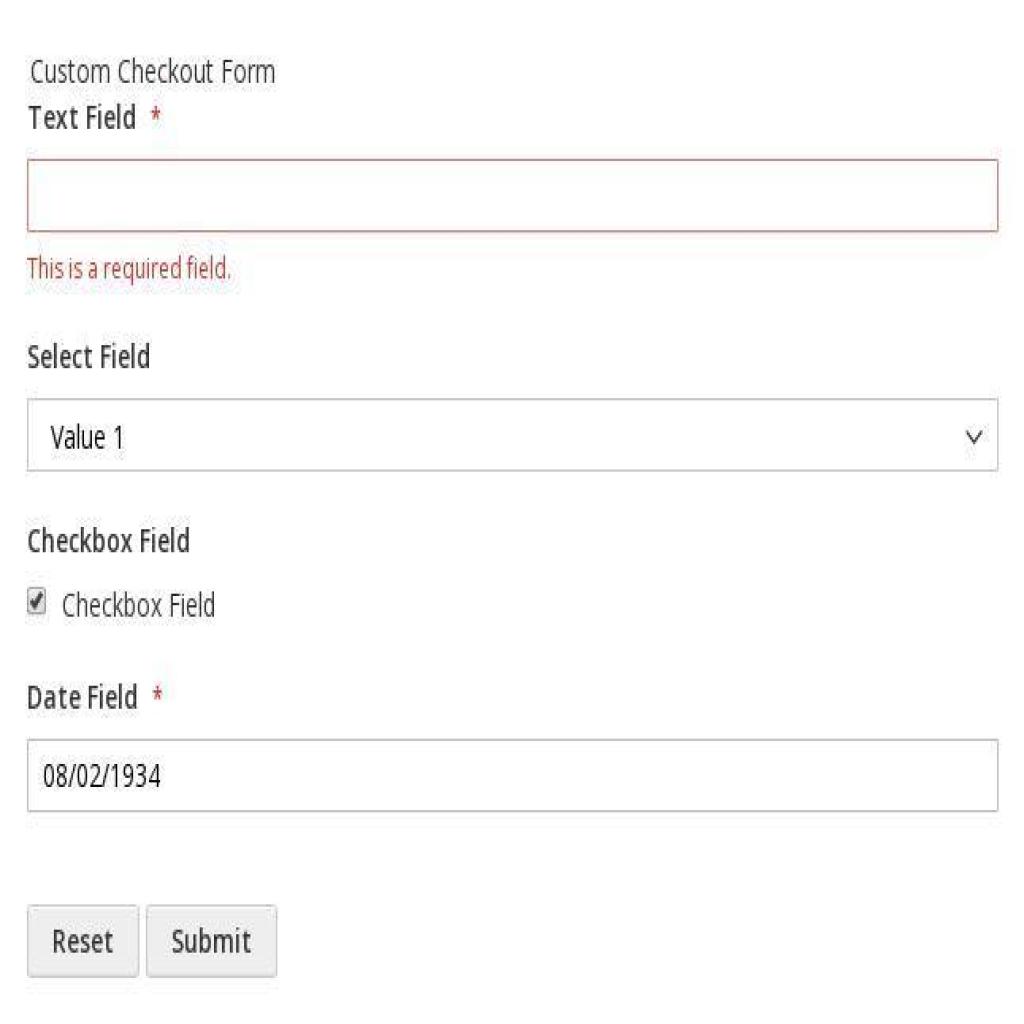 Custom Checkout Form
Text Field *
This is a required field.
Select Field
Value 1
Checkbox Field
Checkbox Field
Date Field *
08/02/1934
Reset Submit